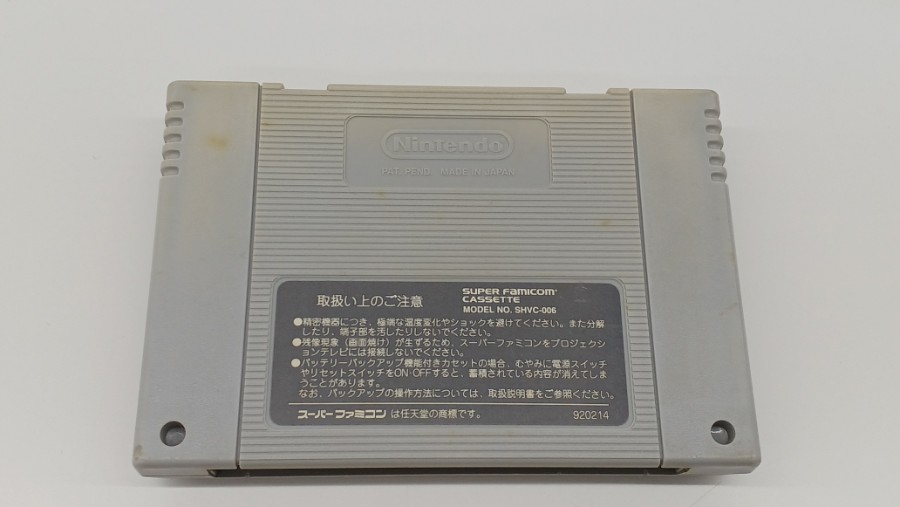 Nintendo
PAT. PEND. MADE IN JAPAN
取扱い上のご注意
SUPER FAMICOM
CASSETTE
MODEL NO. SHVC-006
●精密機器につき、極端な温度変化やショックを避けてください。また分解
したり、端子部を汚したりしないでください。
●残像現象（画面焼け）が生ずるため、スーパーファミコンをプロジェクシ
ョンテレビには接続しないでください。
●バッテリーバックアップ機能付きカセットの場合、むやみに電源スイッチ
やリセットスイッチをON・OFFすると、蓄積されている内容が消えてしま
うことがあります。
なお、バックアップの操作方法については、取扱説明書をご参照ください。
スーパーファミコン は任天堂の商標です。 920214